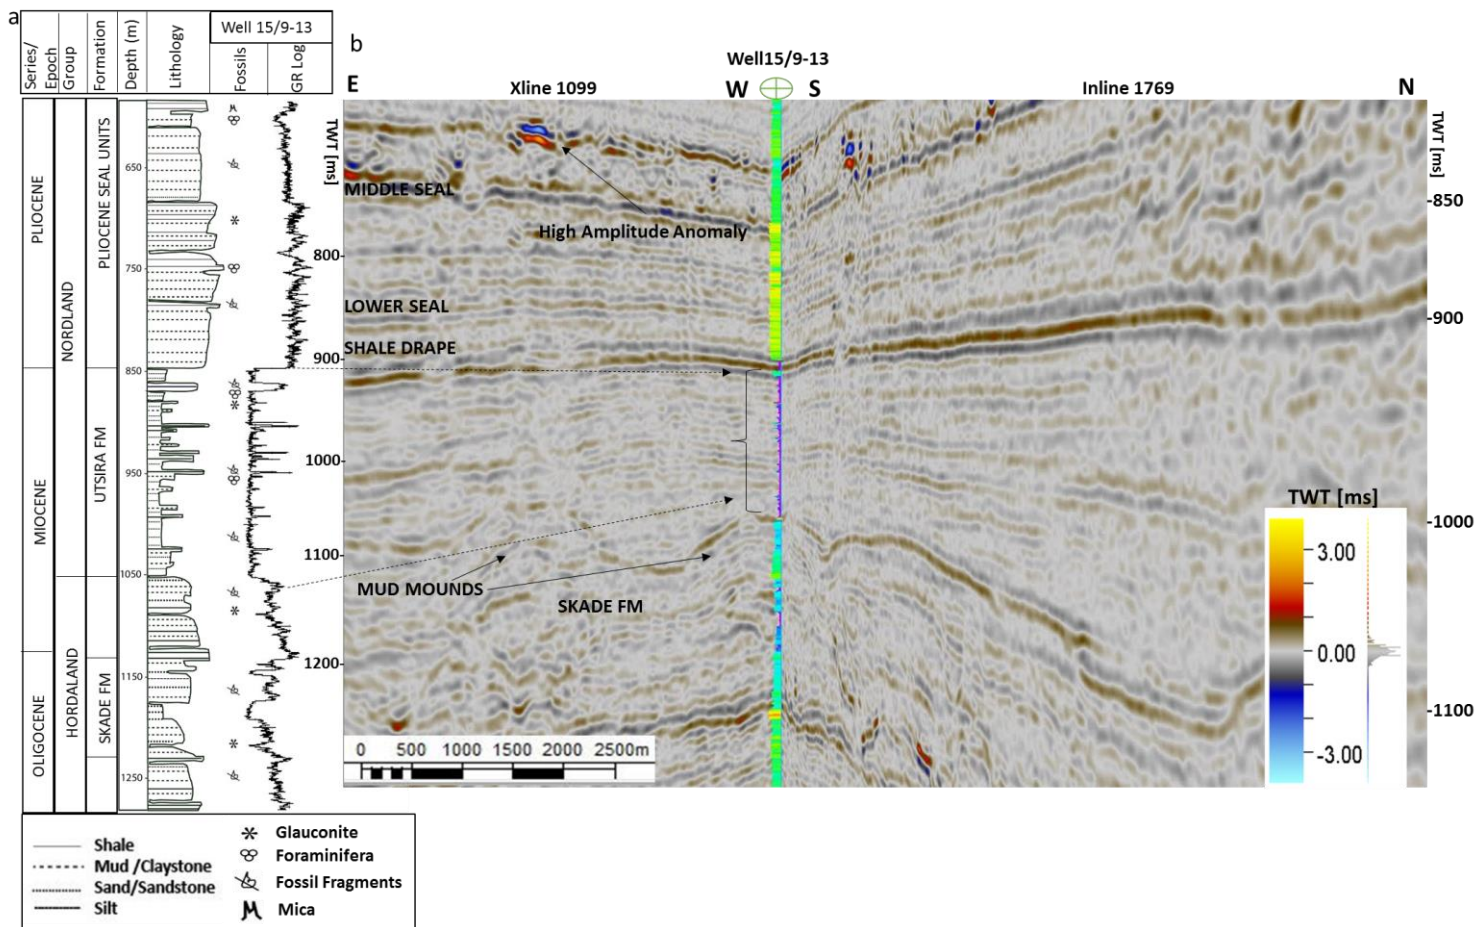 a
Well 15/9-13
Series/
Epoch
Group
Formation
Depth (m)
Lithology
Fossils
GR Log
PLIOCENE
MIOCENE
OLIGOCENE
NORDLAND
HORDALAND
PLIOCENE SEAL UNITS
UTSIRA FM
SKADE FM
650
750
850
950
1050
1150
1250
b
Well15/9-13
E
Xline 1099
W
S
Inline 1769
N
TWT
[ms]
800
900
1000
1100
1200
MIDDLE SEAL
High Amplitude Anomaly
LOWER SEAL
SHALE DRAPE
MUD MOUNDS
SKADE FM
TWT
[ms]
-850
-900
-1000
-1100
TWT [ms]
3.00
0.00
-3.00
0 500 1000 1500 2000 2500m
Shale
Mud /Claystone
Sand/Sandstone
Silt
Glauconite
Foraminifera
Fossil Fragments
Mica